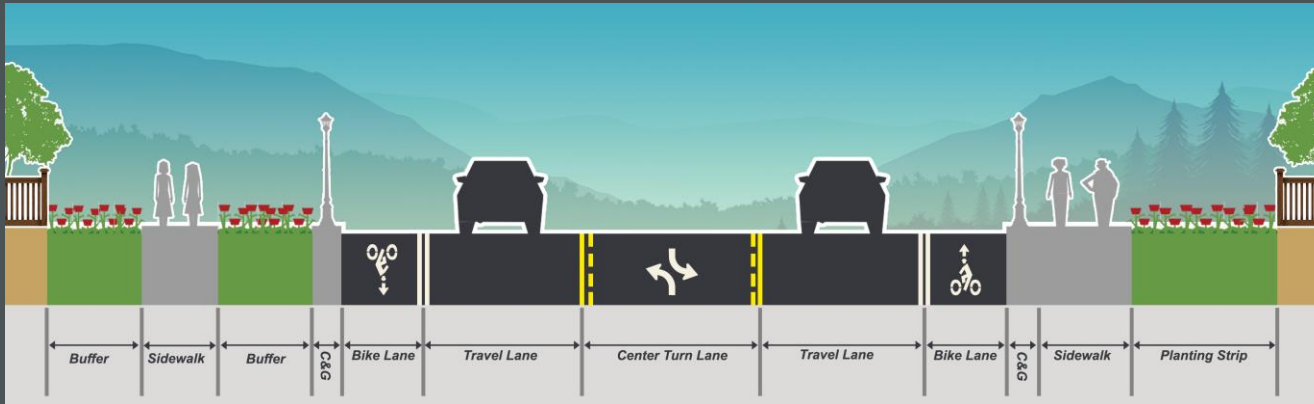 Buffer
Sidewalk
Buffer
C&G
Bike Lane
Travel Lane
Center Turn Lane
Travel Lane
Bike Lane
C&G
Sidewalk
Planting Strip